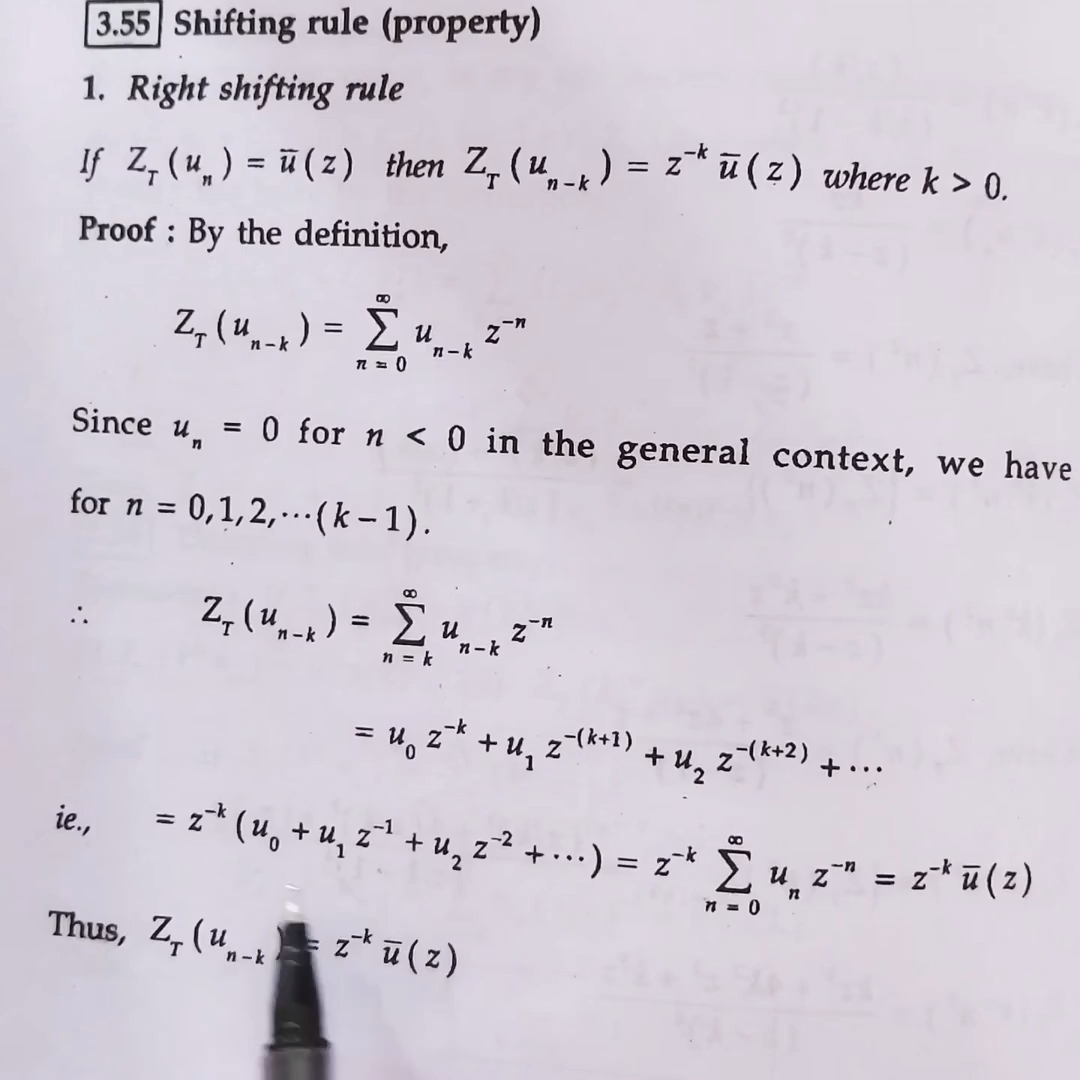 3.55 Shifting rule (property)
1. Right shifting rule
If Z_T (u_n) = ū(z) then Z_T (u_{n-k}) = z^{-k} ū(z) where k > 0.
Proof : By the definition,
Z_T (u_{n-k}) = ∑_{n=0}^{∞} u_{n-k} z^{-n}
Since u_n = 0 for n < 0 in the general context, we have
for n = 0,1,2,⋯(k−1).
∴ Z_T (u_{n-k}) = ∑_{n=k}^{∞} u_{n-k} z^{-n}
= u_0 z^{-k} + u_1 z^{-(k+1)} + u_2 z^{-(k+2)} + ⋯
ie., = z^{-k} (u_0 + u_1 z^{-1} + u_2 z^{-2} + ⋯) = z^{-k} ∑_{n=0}^{∞} u_n z^{-n} = z^{-k} ū(z)
Thus, Z_T (u_{n-k}) = z^{-k} ū(z)